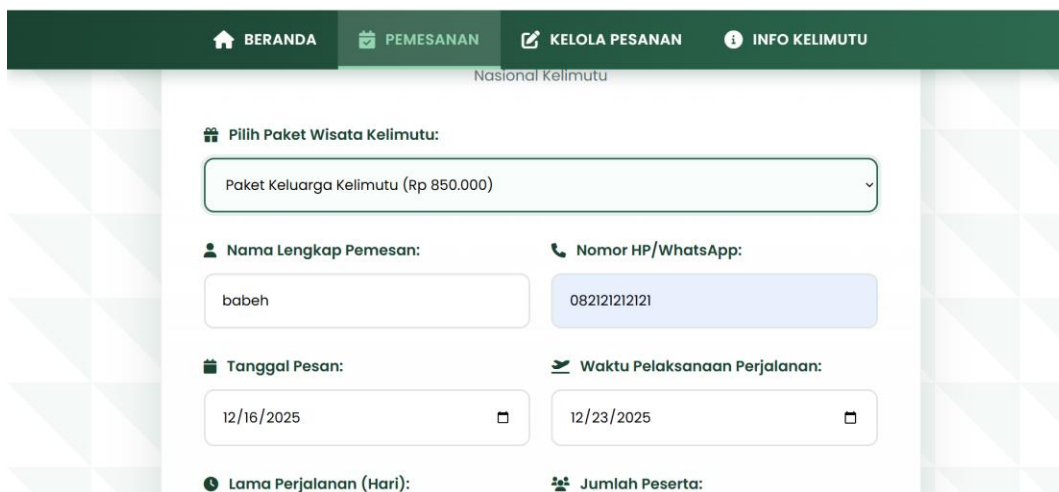 BERANDA PEMESANAN KELOLA PESANAN INFO KELIMUTU
Nasional Kelimutu
Pilih Paket Wisata Kelimutu:
Paket Keluarga Kelimutu (Rp 850.000)
Nama Lengkap Pemesan: Nomor HP/WhatsApp:
babeh 082121212121
Tanggal Pesan: Waktu Pelaksanaan Perjalanan:
12/16/2025 12/23/2025
Lama Perjalanan (Hari): Jumlah Peserta: